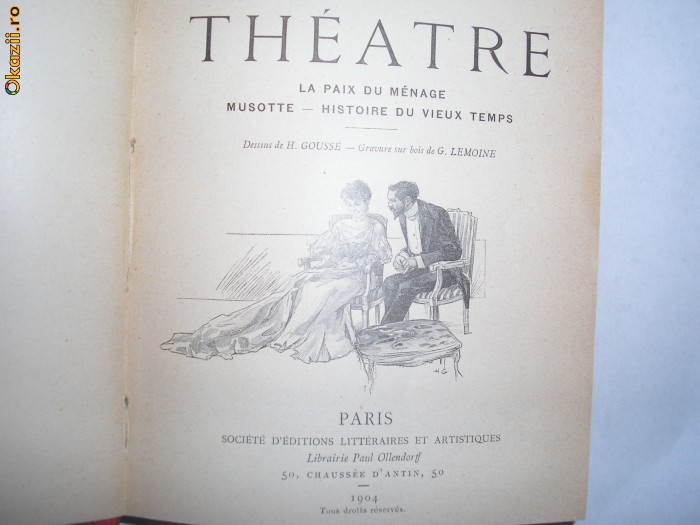 Okazii.ro
THÉATRE
LA PAIX DU MÉNAGE
MUSOTTE — HISTOIRE DU VIEUX TEMPS
Dessins de H. GOUSSÉ — Gravure sur bois de G. LEMOINE
HG
PARIS
SOCIÉTÉ D'ÉDITIONS LITTÉRAIRES ET ARTISTIQUES
Librairie Paul Ollendorff
50, CHAUSSÉE D'ANTIN, 50
1904
Tous droits réservés.